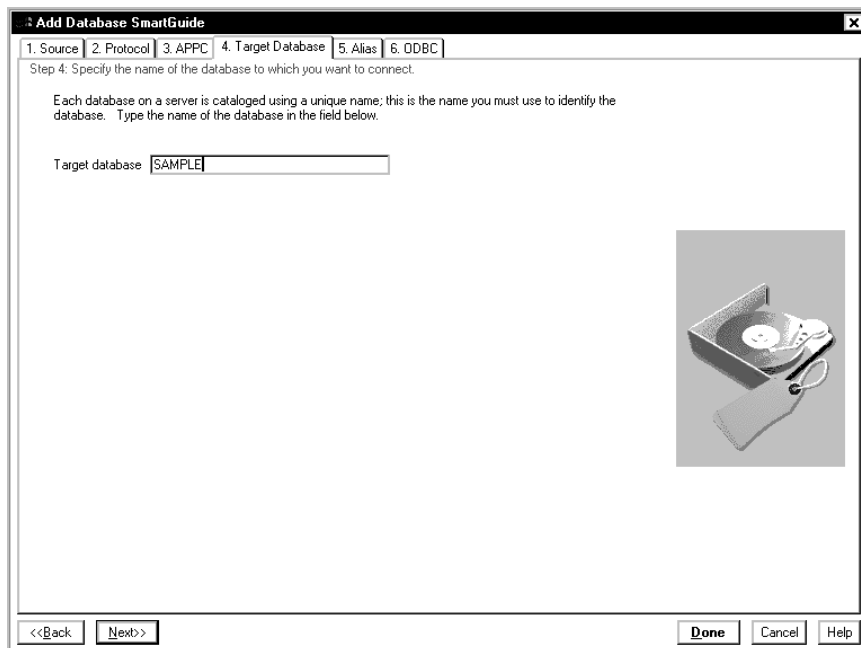 Add Database SmartGuide
1. Source 2. Protocol 3. APPC 4. Target Database 5. Alias 6. ODBC
Step 4: Specify the name of the database to which you want to connect.
Each database on a server is cataloged using a unique name; this is the name you must use to identify the
database. Type the name of the database in the field below.
Target database SAMPLE
<<Back Next>> Done Cancel Help